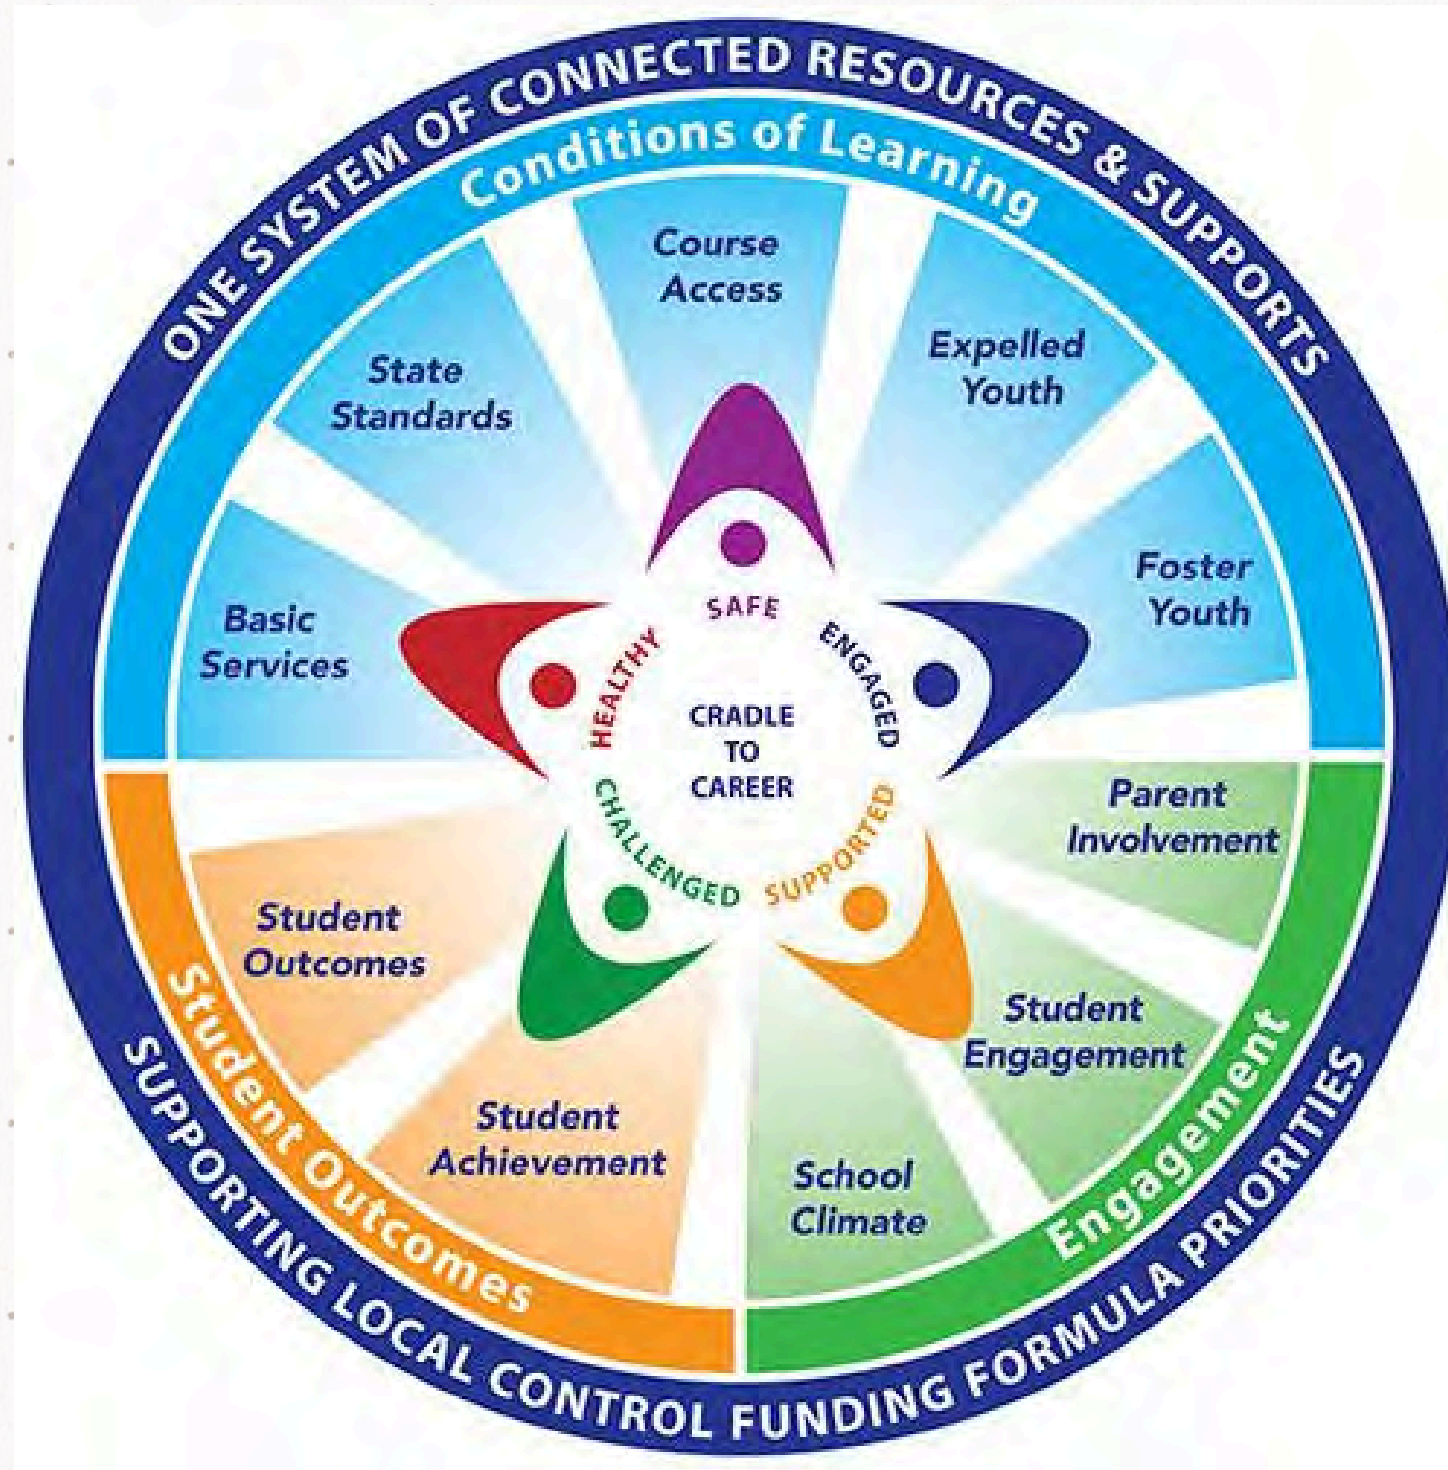 ONE SYSTEM OF CONNECTED RESOURCES & SUPPORTS
Conditions of Learning
Course
Access
State
Standards
Expelled
Youth
Basic
Services
Foster
Youth
SAFE
HEALTHY
ENGAGED
CRADLE
TO
CAREER
CHALLENGED
SUPPORTED
Parent
Involvement
Student
Outcomes
Student
Engagement
Student
Achievement
School
Climate
Student Outcomes
Engagement
SUPPORTING LOCAL CONTROL FUNDING FORMULA PRIORITIES